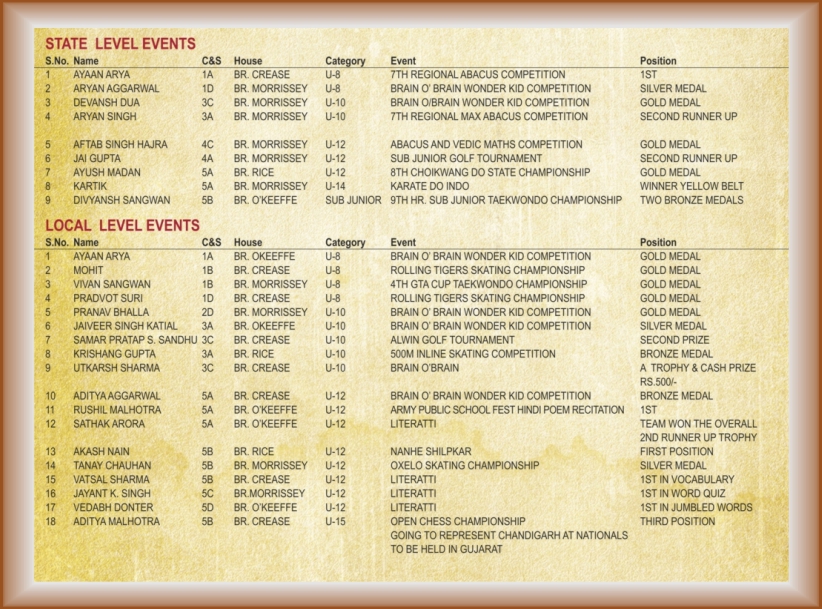 STATE LEVEL EVENTS
S.No. Name C&S House Category Event Position
1 AYAAN ARYA 1A BR. CREASE U-8 7TH REGIONAL ABACUS COMPETITION 1ST
2 ARYAN AGGARWAL 1D BR. MORRISSEY U-8 BRAIN O' BRAIN WONDER KID COMPETITION SILVER MEDAL
3 DEVANSH DUA 3C BR. MORRISSEY U-10 BRAIN O/BRAIN WONDER KID COMPETITION GOLD MEDAL
4 ARYAN SINGH 3A BR. MORRISSEY U-10 7TH REGIONAL MAX ABACUS COMPETITION SECOND RUNNER UP
5 AFTAB SINGH HAJRA 4C BR. MORRISSEY U-12 ABACUS AND VEDIC MATHS COMPETITION GOLD MEDAL
6 JAI GUPTA 4A BR. MORRISSEY U-12 SUB JUNIOR GOLF TOURNAMENT SECOND RUNNER UP
7 AYUSH MADAN 5A BR. RICE U-12 8TH CHOIKWANG DO STATE CHAMPIONSHIP GOLD MEDAL
8 KARTIK 5A BR. MORRISSEY U-14 KARATE DO INDO WINNER YELLOW BELT
9 DIVYANSH SANGWAN 5B BR. O'KEEFFE SUB JUNIOR 9TH HR. SUB JUNIOR TAEKWONDO CHAMPIONSHIP TWO BRONZE MEDALS
LOCAL LEVEL EVENTS
S.No. Name C&S House Category Event Position
1 AYAAN ARYA 1A BR. OKEEFFE U-8 BRAIN O' BRAIN WONDER KID COMPETITION GOLD MEDAL
2 MOHIT 1B BR. CREASE U-8 ROLLING TIGERS SKATING CHAMPIONSHIP GOLD MEDAL
3 VIVAN SANGWAN 1B BR. MORRISSEY U-8 4TH GTA CUP TAEKWONDO CHAMPIONSHIP GOLD MEDAL
4 PRADVOT SURI 1D BR. CREASE U-8 ROLLING TIGERS SKATING CHAMPIONSHIP GOLD MEDAL
5 PRANAV BHALLA 2D BR. MORRISSEY U-10 BRAIN O' BRAIN WONDER KID COMPETITION GOLD MEDAL
6 JAIVEER SINGH KATIAL 3A BR. OKEEFFE U-10 BRAIN O' BRAIN WONDER KID COMPETITION SILVER MEDAL
7 SAMAR PRATAP S. SANDHU 3C BR. CREASE U-10 ALWIN GOLF TOURNAMENT SECOND PRIZE
8 KRISHANG GUPTA 3A BR. RICE U-10 500M INLINE SKATING COMPETITION BRONZE MEDAL
9 UTKARSH SHARMA 3C BR. CREASE U-10 BRAIN O'BRAIN A TROPHY & CASH PRIZE
RS.500/-
10 ADITYA AGGARWAL 5A BR. CREASE U-12 BRAIN O' BRAIN WONDER KID COMPETITION BRONZE MEDAL
11 RUSHIL MALHOTRA 5A BR. O'KEEFFE U-12 ARMY PUBLIC SCHOOL FEST HINDI POEM RECITATION 1ST
12 SATHAK ARORA 5A BR. O'KEEFFE U-12 LITERATTI TEAM WON THE OVERALL
2ND RUNNER UP TROPHY
13 AKASH NAIN 5B BR. RICE U-12 NANHE SHILPKAR FIRST POSITION
14 TANAY CHAUHAN 5B BR. MORRISSEY U-12 OXELO SKATING CHAMPIONSHIP SILVER MEDAL
15 VATSAL SHARMA 5B BR. CREASE U-12 LITERATTI 1ST IN VOCABULARY
16 JAYANT K. SINGH 5C BR.MORRISSEY U-12 LITERATTI 1ST IN WORD QUIZ
17 VEDABH DONTER 5D BR. O'KEEFFE U-12 LITERATTI 1ST IN JUMBLED WORDS
18 ADITYA MALHOTRA 5B BR. CREASE U-15 OPEN CHESS CHAMPIONSHIP THIRD POSITION
GOING TO REPRESENT CHANDIGARH AT NATIONALS
TO BE HELD IN GUJARAT